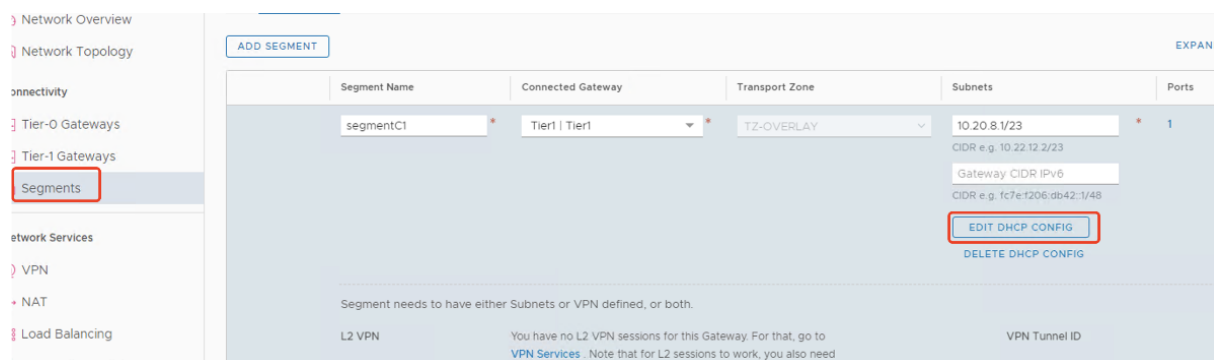 Network Overview
Network Topology
ADD SEGMENT
EXPAN
Segment Name Connected Gateway Transport Zone Subnets Ports
onnectivity
Tier-0 Gateways
Tier-1 Gateways
Segments
segmentC1 * Tier1 | Tier1 * TZ-OVERLAY 10.20.8.1/23 * 1
CIDR e.g. 10.22.12.2/23
Gateway CIDR IPv6
CIDR e.g. fc7e:f206:db42::1/48
EDIT DHCP CONFIG
DELETE DHCP CONFIG
etwork Services
VPN
NAT
Load Balancing
Segment needs to have either Subnets or VPN defined, or both.
L2 VPN You have no L2 VPN sessions for this Gateway. For that, go to VPN Tunnel ID
VPN Services . Note that for L2 sessions to work, you also need